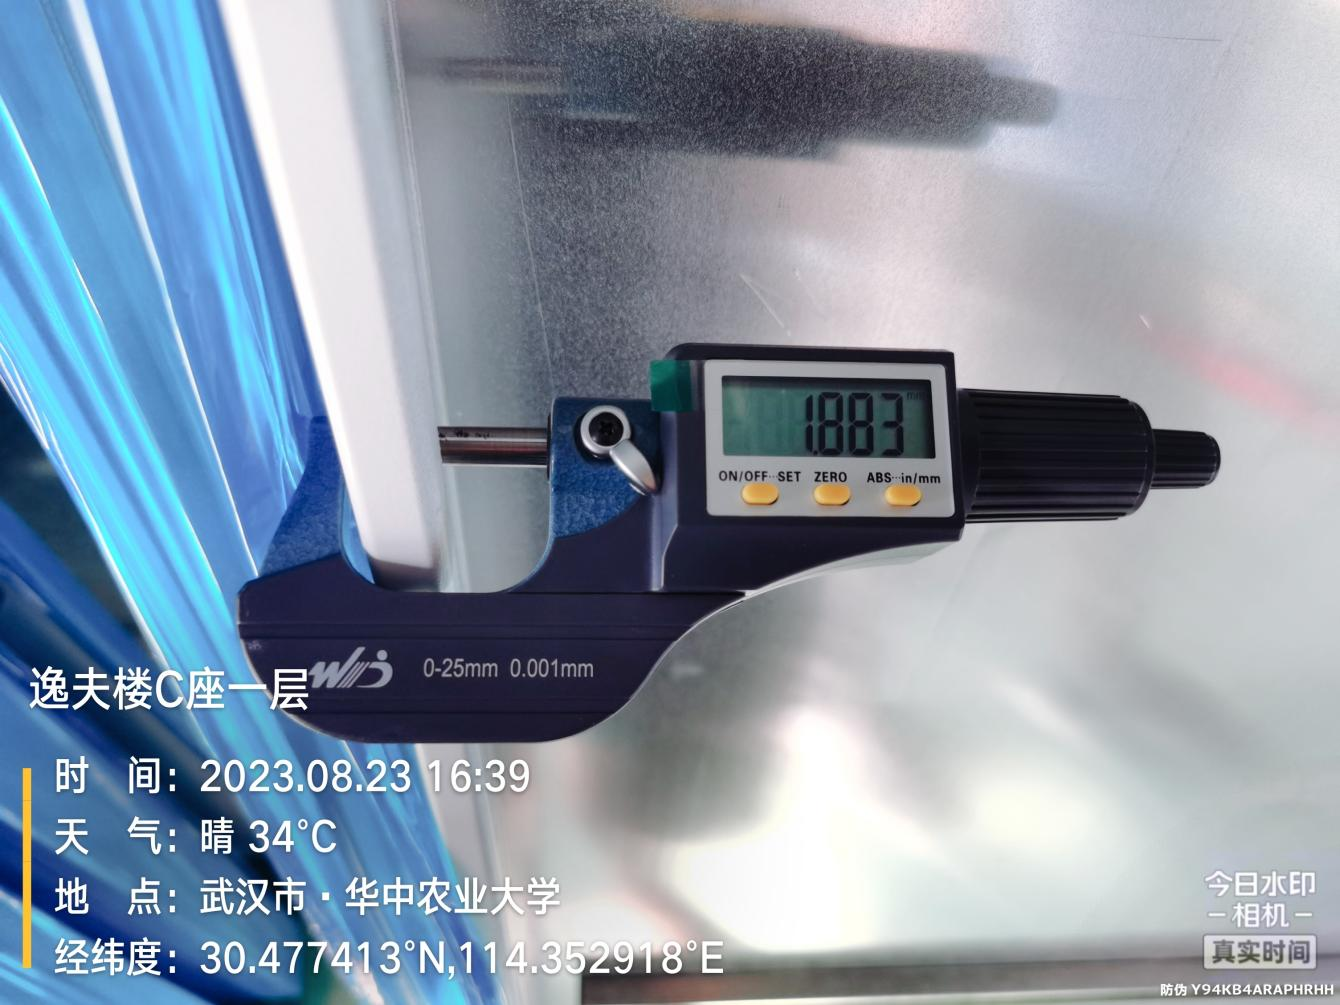 1.883 mm
ON/OFF···SET ZERO ABS···in/mm
0-25mm 0.001mm
逸夫楼C座一层
时 间：2023.08.23 16:39
天 气：晴 34°C
地 点：武汉市·华中农业大学
经纬度：30.477413°N,114.352918°E
今日水印
-相机-
真实时间
防伪 Y94KB4ARAPHRHH